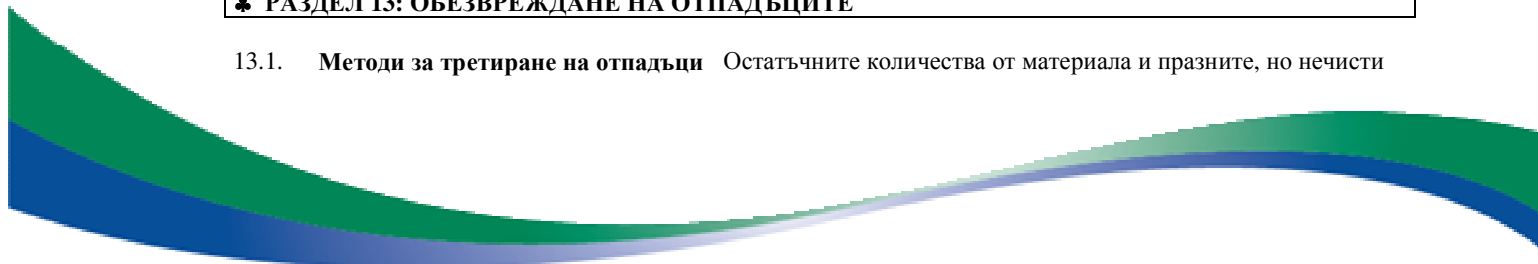 ♣ РАЗДЕЛ 13: ОБЕЗВРЕЖДАНЕ НА ОТПАДЪЦИТЕ
13.1. Методи за третиране на отпадъци Остатъчните количества от материала и празните, но нечисти